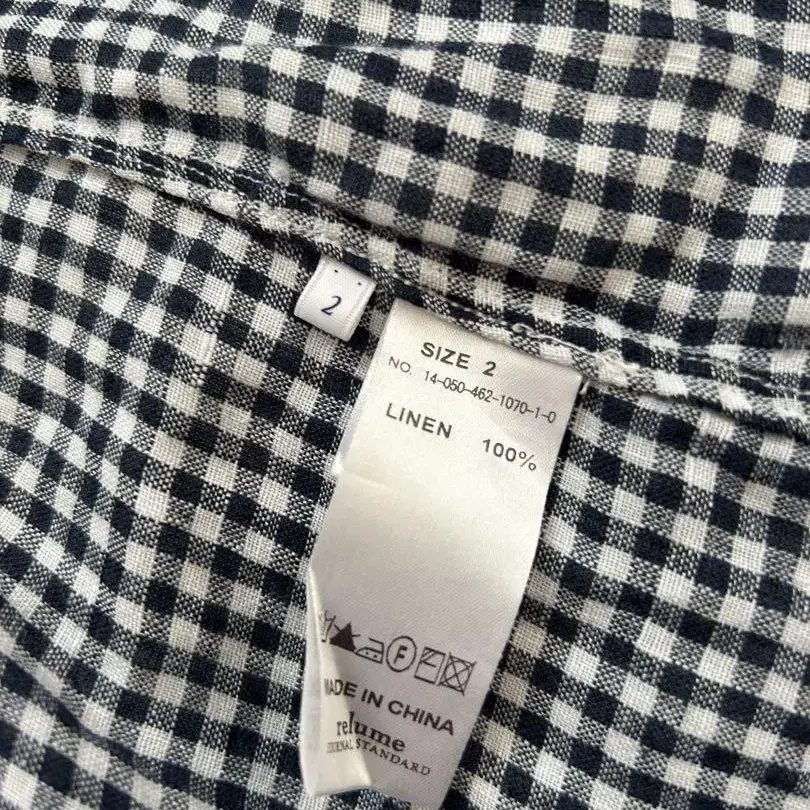 2
SIZE 2
NO. 14-050-462-1070-1-0
LINEN 100%
F
MADE IN CHINA
relume
JOURNAL STANDARD